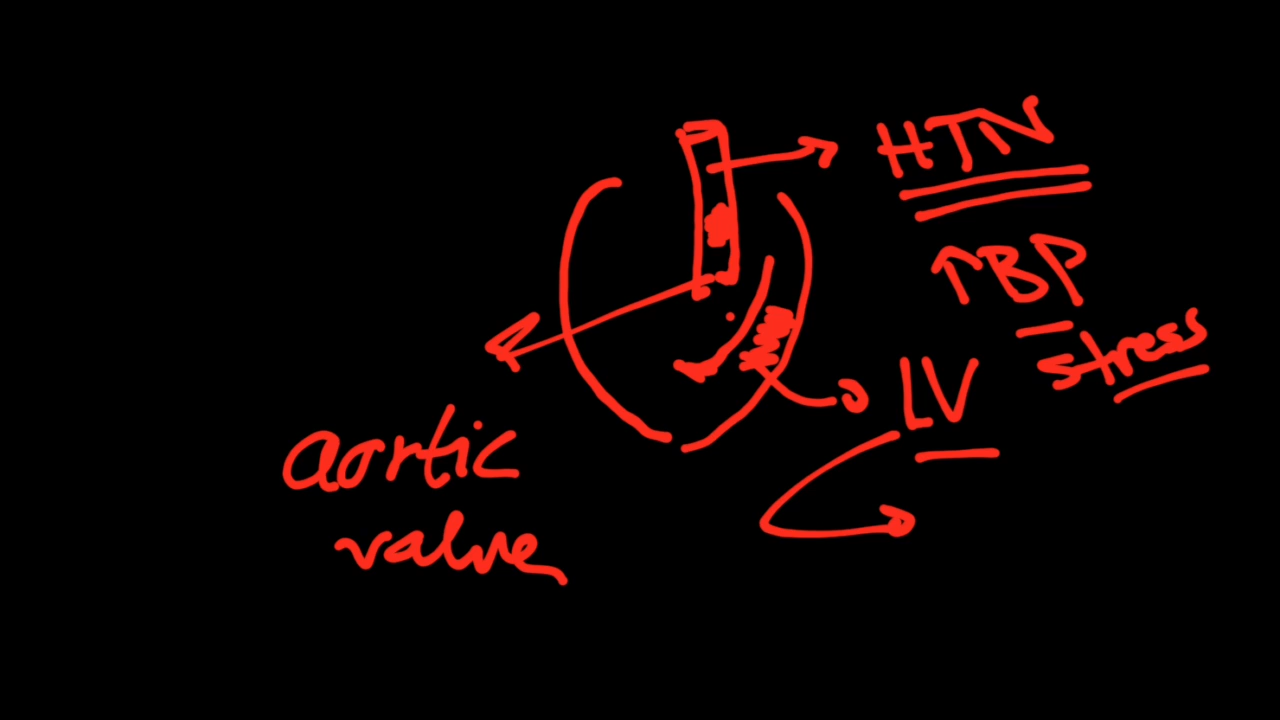 HTN
↑BP
stress
LV
aortic
valve